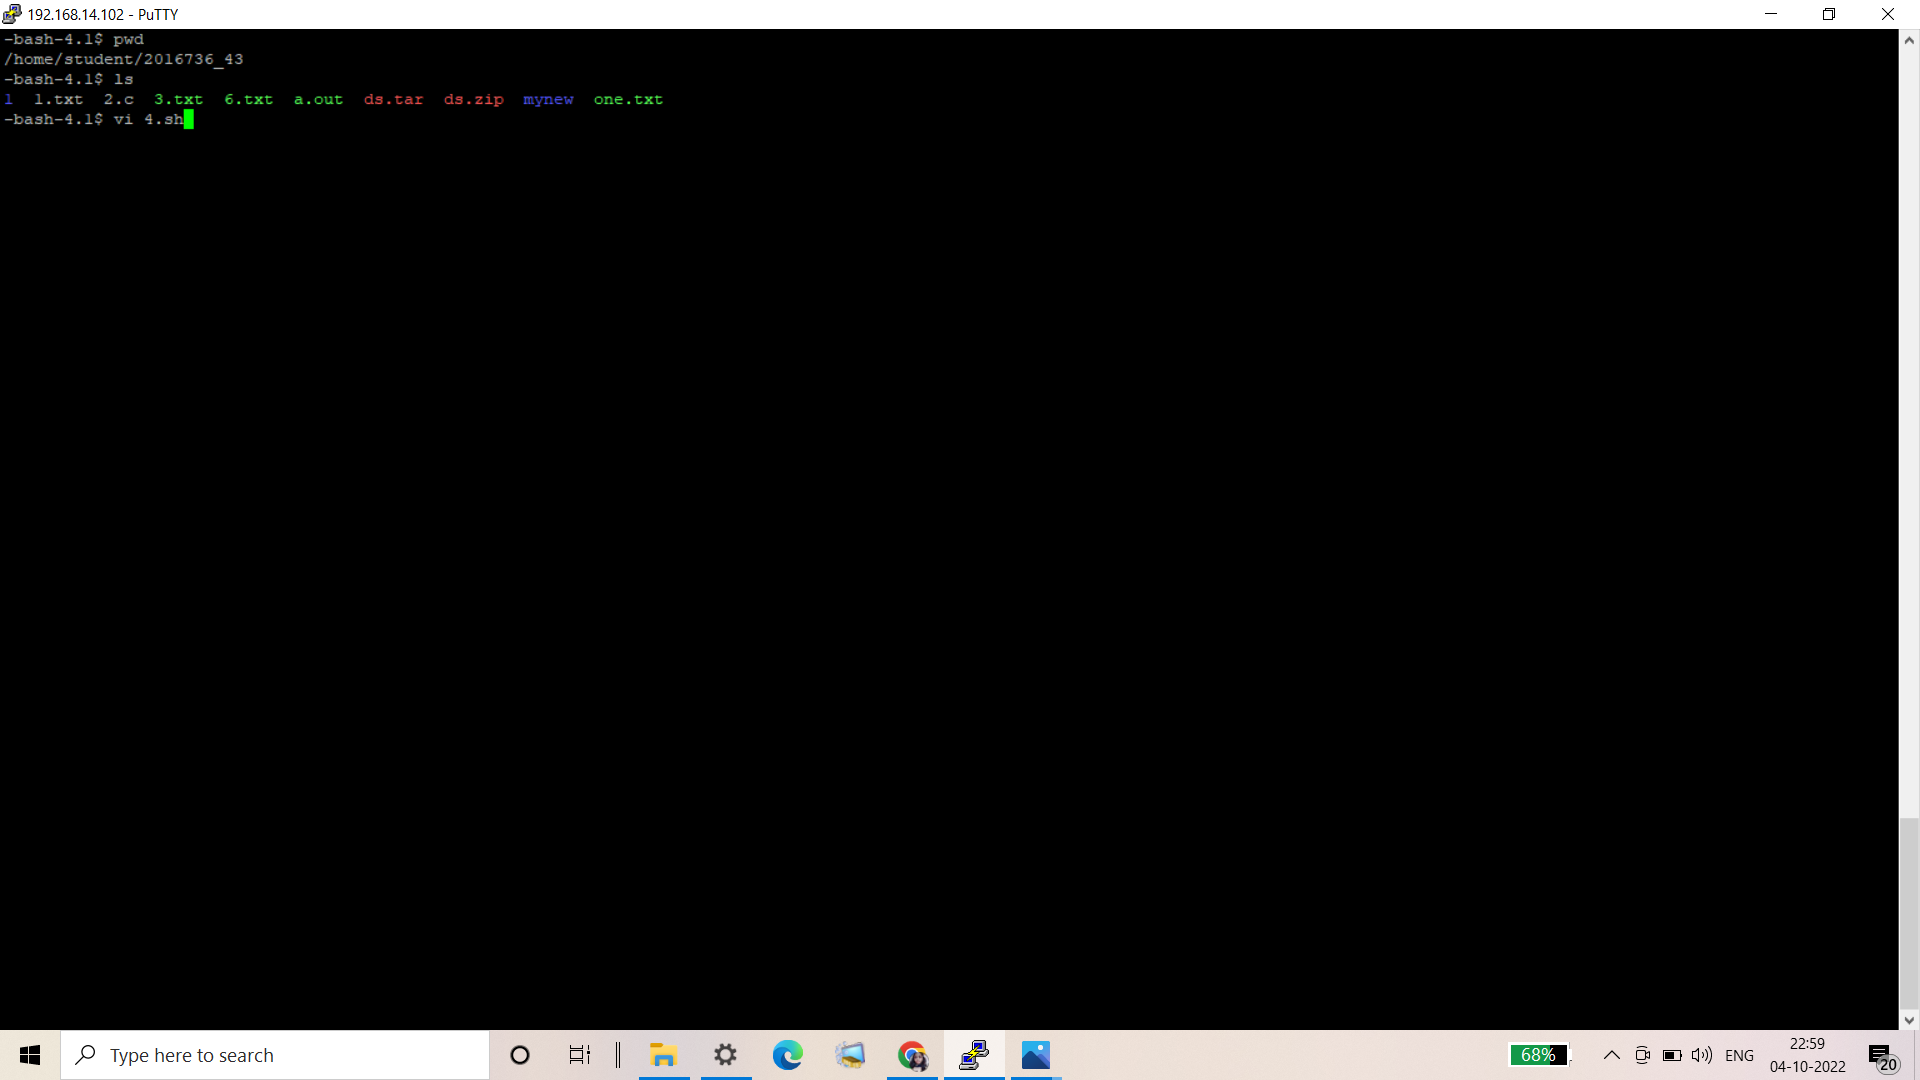 192.168.14.102 - PuTTY
-bash-4.1$ pwd
/home/student/2016736_43
-bash-4.1$ ls
1  1.txt  2.c  3.txt  6.txt  a.out  ds.tar  ds.zip  mynew  one.txt
-bash-4.1$ vi 4.sh
Type here to search
68%
ENG
22:59
04-10-2022
20